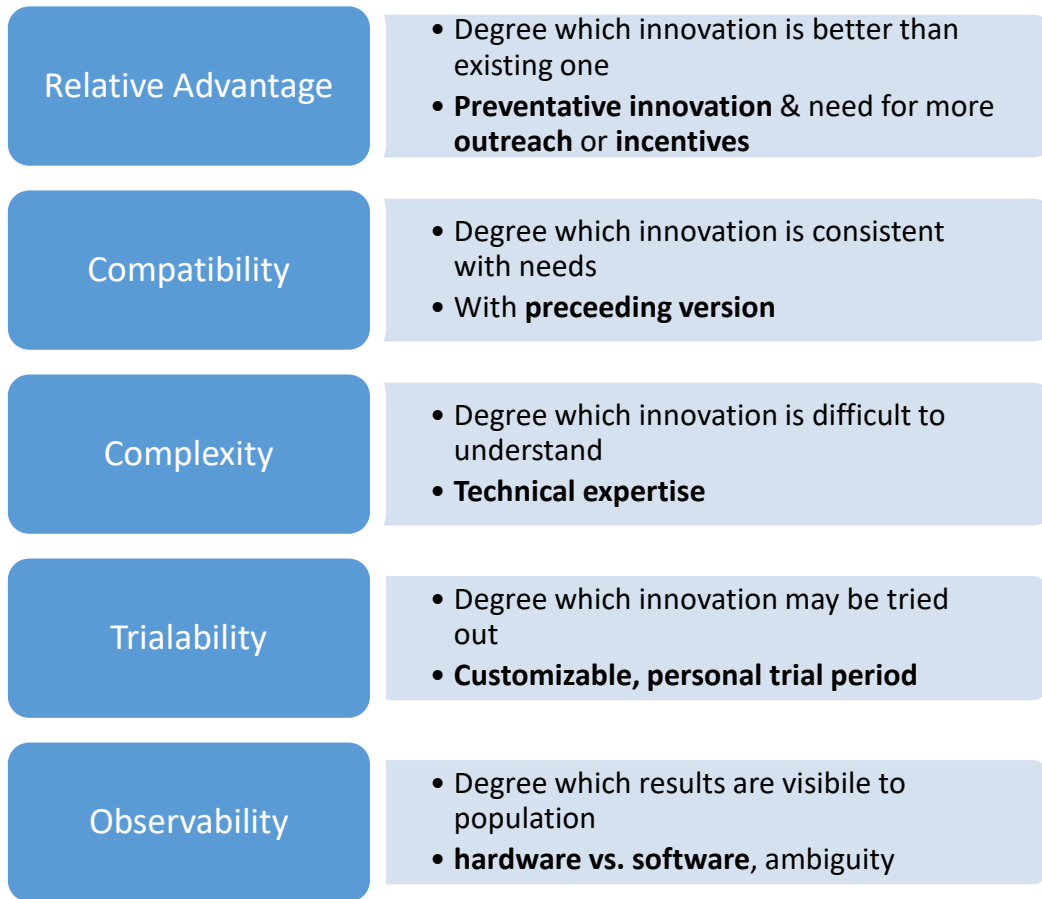 Relative Advantage
• Degree which innovation is better than
existing one
• Preventative innovation & need for more
outreach or incentives
Compatibility
• Degree which innovation is consistent
with needs
• With preceeding version
Complexity
• Degree which innovation is difficult to
understand
• Technical expertise
Trialability
• Degree which innovation may be tried
out
• Customizable, personal trial period
Observability
• Degree which results are visibile to
population
• hardware vs. software, ambiguity